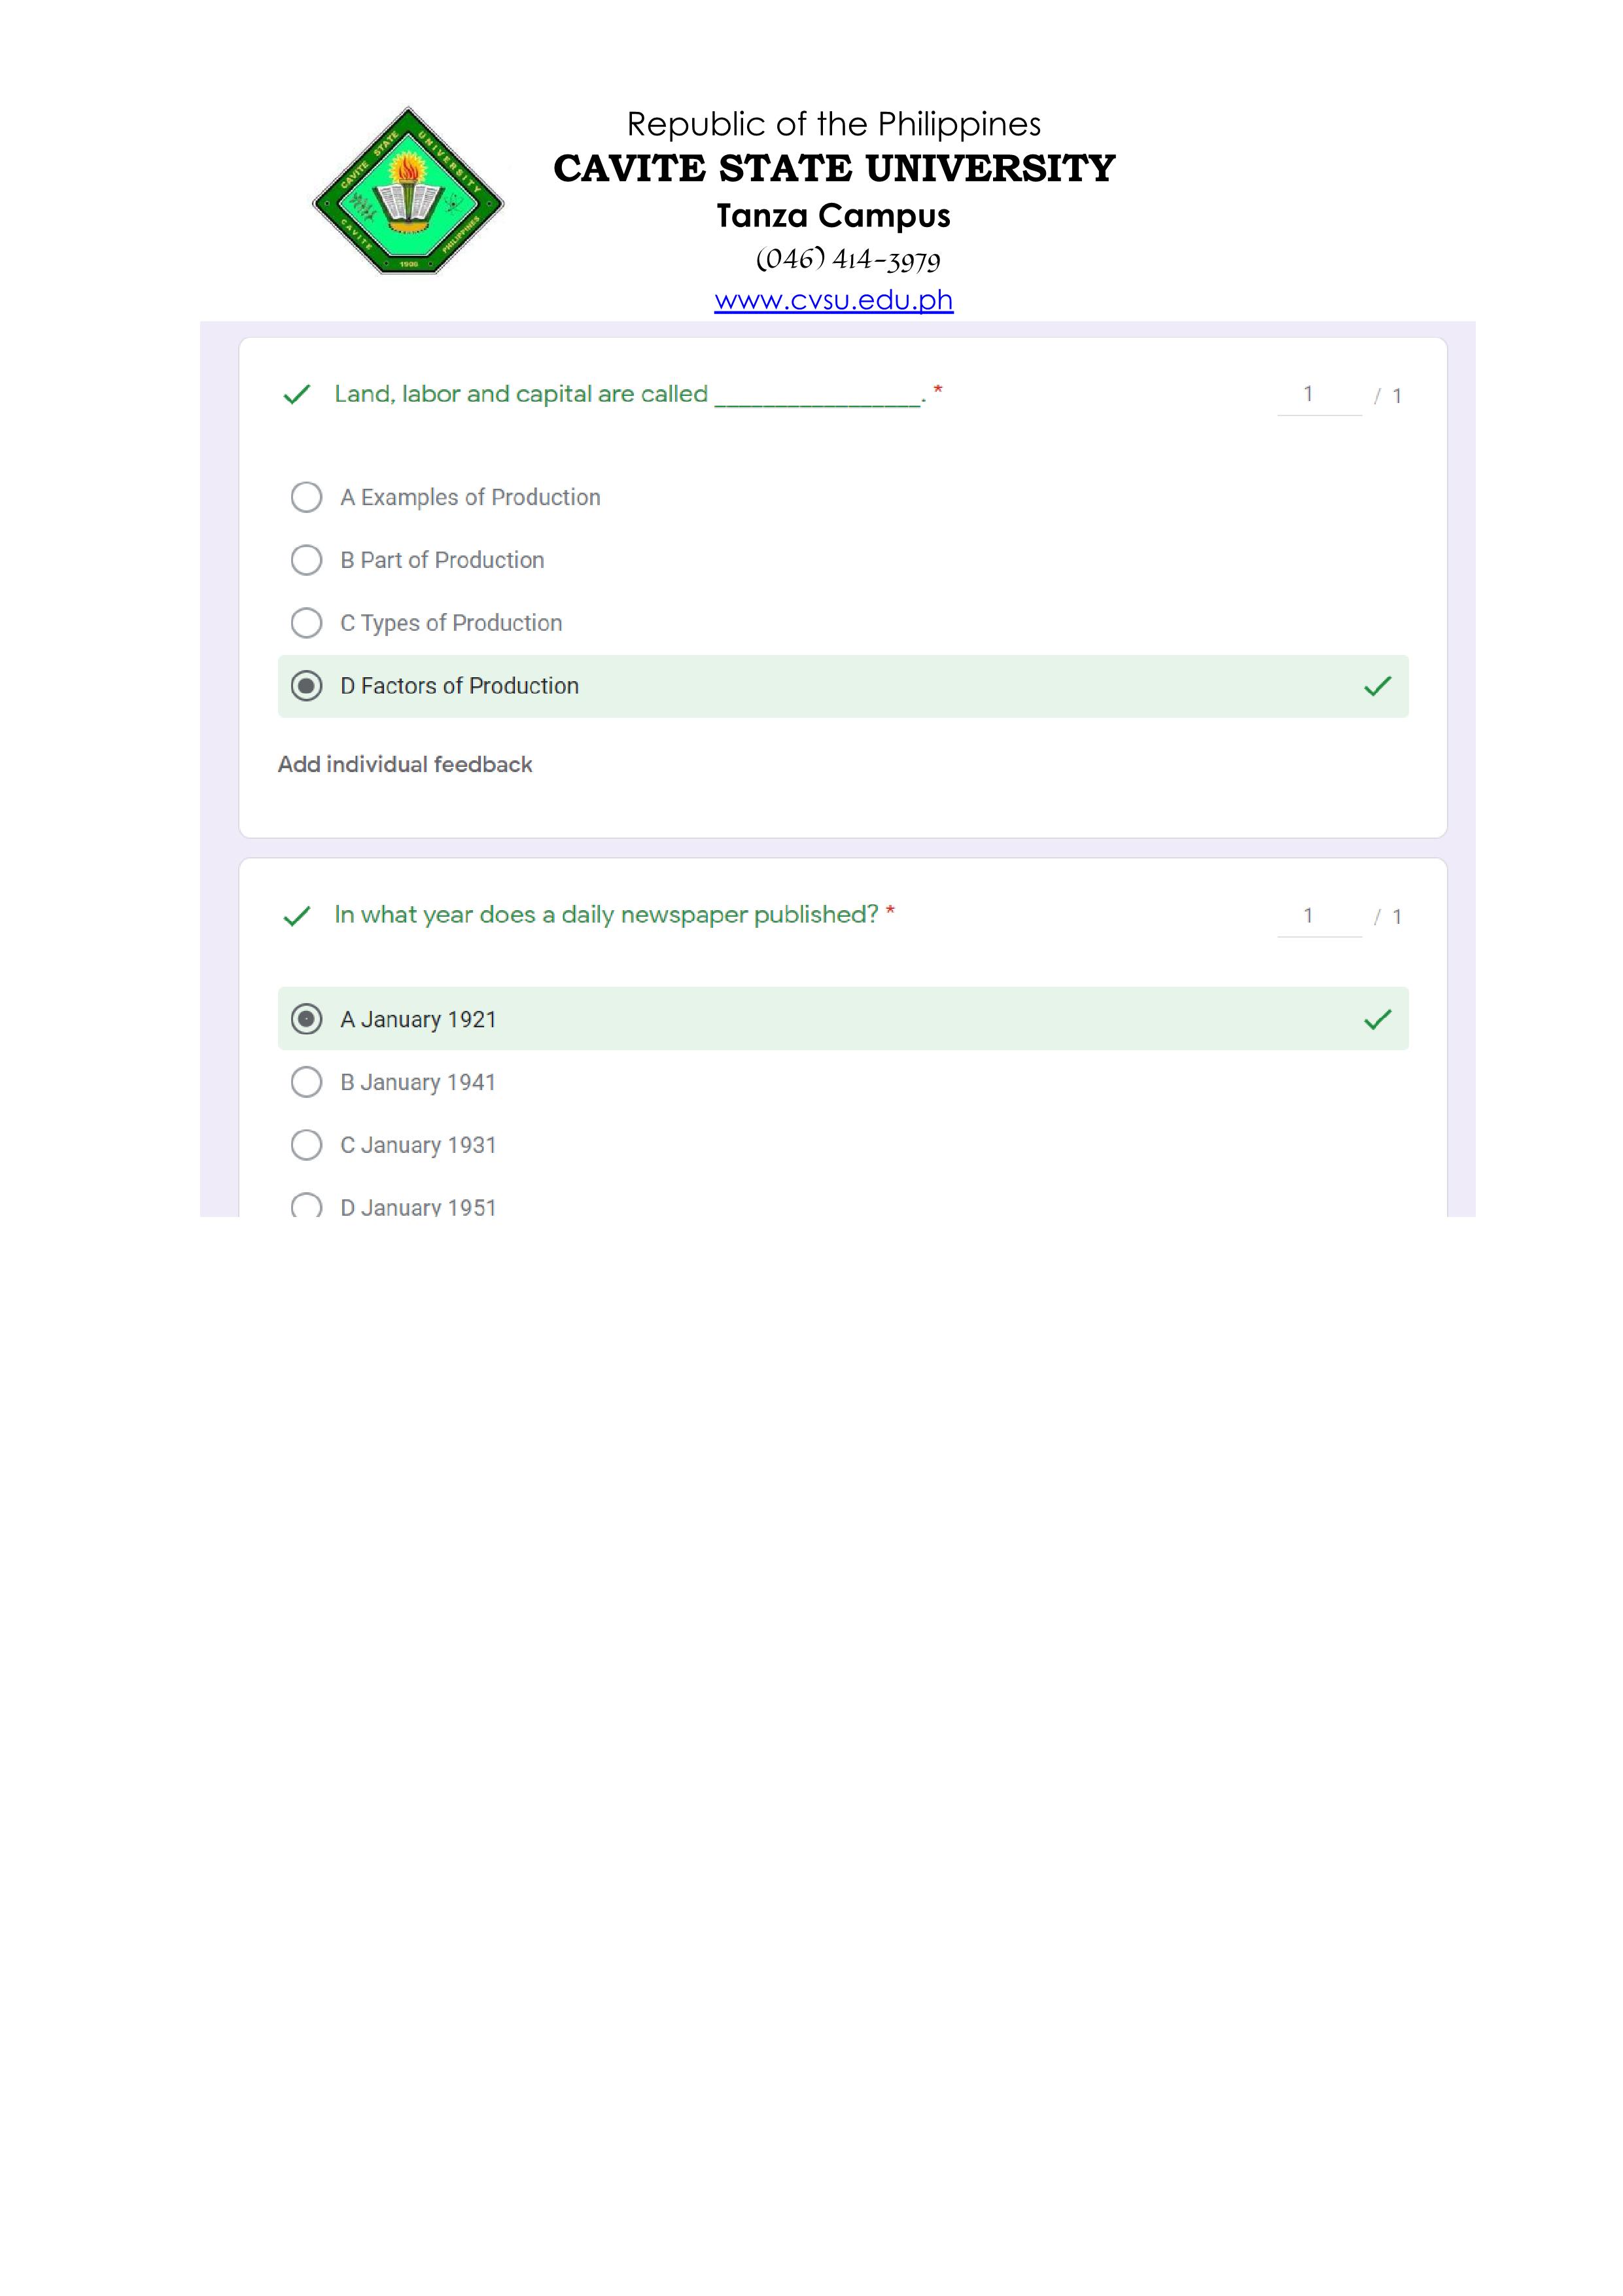 CAVITE STATE UNIVERSITY
CAVITE PHILIPPINES
1906
Republic of the Philippines
CAVITE STATE UNIVERSITY
Tanza Campus
(046) 414-3979
www.cvsu.edu.ph
Land, labor and capital are called _________________. *
1 / 1
A Examples of Production
B Part of Production
C Types of Production
D Factors of Production
Add individual feedback
In what year does a daily newspaper published? *
1 / 1
A January 1921
B January 1941
C January 1931
D January 1951